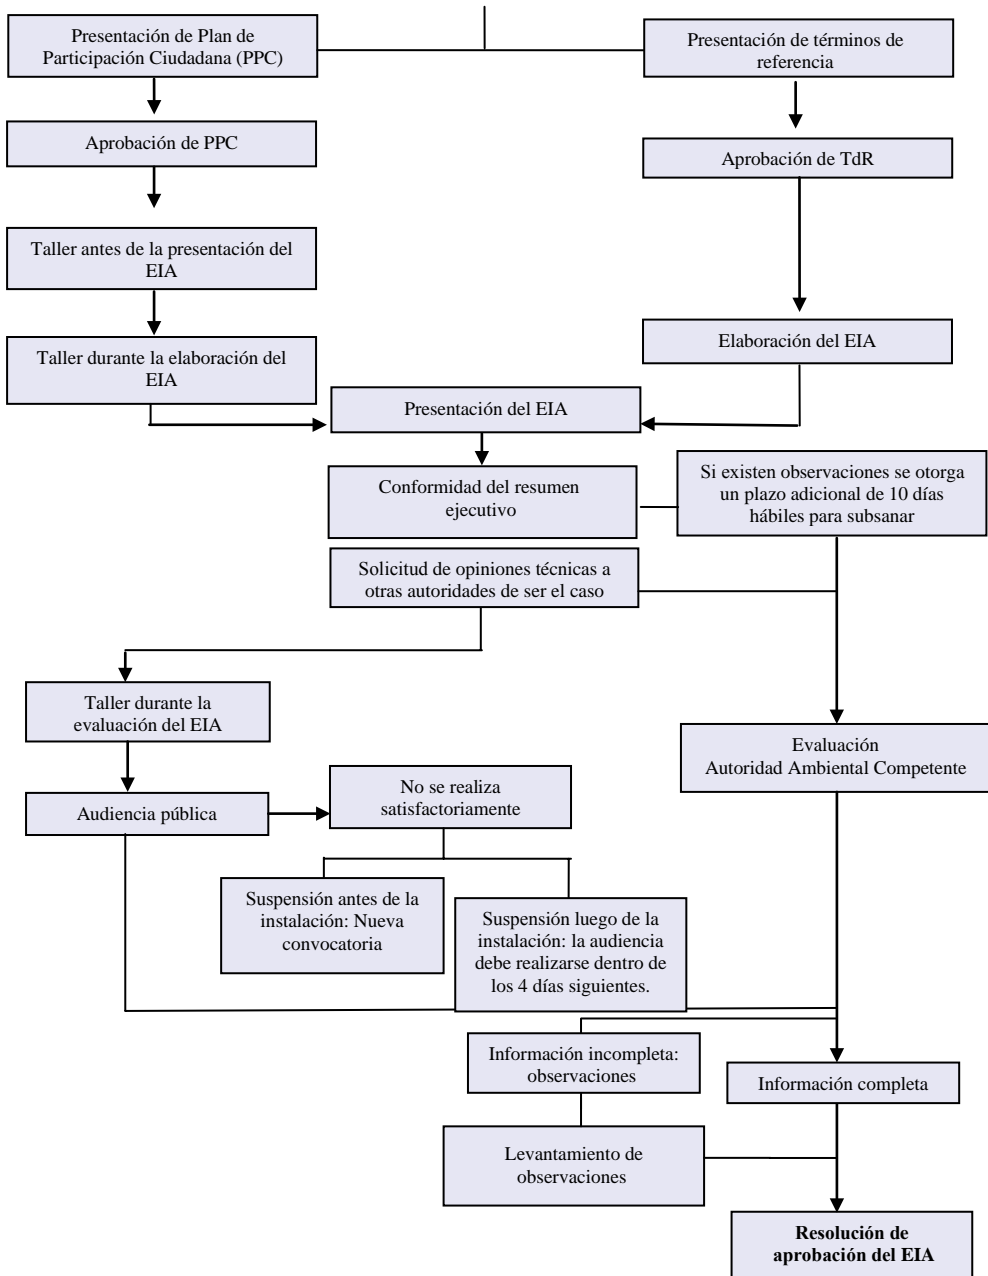 Presentación de Plan de
Participación Ciudadana (PPC)
Presentación de términos de
referencia
Aprobación de PPC
Aprobación de TdR
Taller antes de la presentación del
EIA
Taller durante la elaboración del
EIA
Elaboración del EIA
Presentación del EIA
Conformidad del resumen
ejecutivo
Si existen observaciones se otorga
un plazo adicional de 10 días
hábiles para subsanar
Solicitud de opiniones técnicas a
otras autoridades de ser el caso
Taller durante la
evaluación del EIA
Evaluación
Autoridad Ambiental Competente
Audiencia pública
No se realiza
satisfactoriamente
Suspensión antes de la
instalación: Nueva
convocatoria
Suspensión luego de la
instalación: la audiencia
debe realizarse dentro de
los 4 días siguientes.
Información incompleta:
observaciones
Información completa
Levantamiento de
observaciones
Resolución de
aprobación del EIA